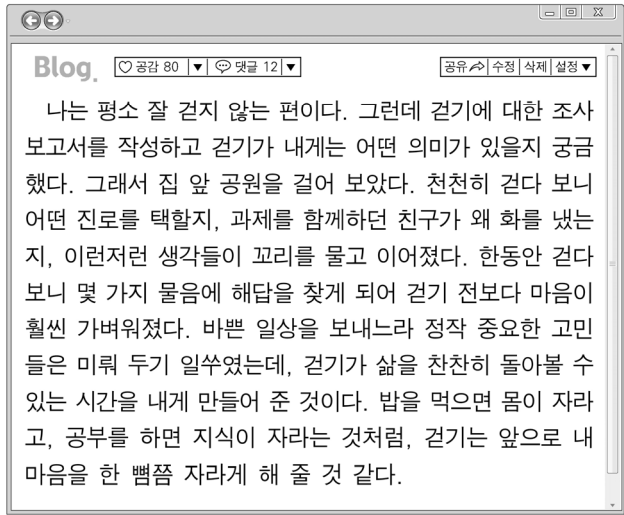 Blog. ♡ 공감 80 ▼ 댓글 12 ▼ 공유 수정 삭제 설정 ▼
나는 평소 잘 걷지 않는 편이다. 그런데 걷기에 대한 조사
보고서를 작성하고 걷기가 내게는 어떤 의미가 있을지 궁금
했다. 그래서 집 앞 공원을 걸어 보았다. 천천히 걷다 보니
어떤 진로를 택할지, 과제를 함께하던 친구가 왜 화를 냈는
지, 이런저런 생각들이 꼬리를 물고 이어졌다. 한동안 걷다
보니 몇 가지 물음에 해답을 찾게 되어 걷기 전보다 마음이
훨씬 가벼워졌다. 바쁜 일상을 보내느라 정작 중요한 고민
들은 미뤄 두기 일쑤였는데, 걷기가 삶을 찬찬히 돌아볼 수
있는 시간을 내게 만들어 준 것이다. 밥을 먹으면 몸이 자라
고, 공부를 하면 지식이 자라는 것처럼, 걷기는 앞으로 내
마음을 한 뼘쯤 자라게 해 줄 것 같다.